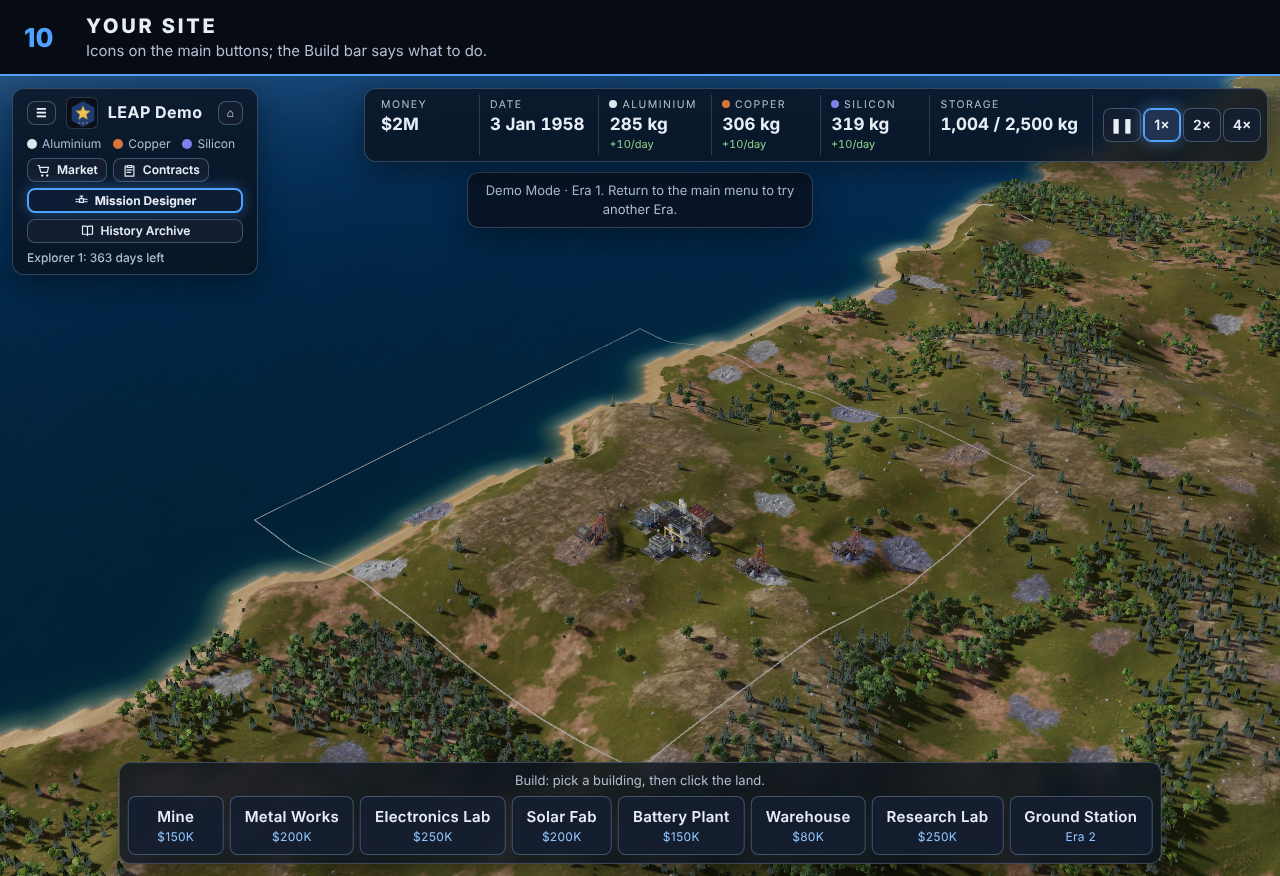 10
YOUR SITE
Icons on the main buttons; the Build bar says what to do.
LEAP Demo
Aluminium Copper Silicon
Market Contracts
Mission Designer
History Archive
Explorer 1: 363 days left
MONEY
$2M
DATE
3 Jan 1958
ALUMINIUM
285 kg
+10/day
COPPER
306 kg
+10/day
SILICON
319 kg
+10/day
STORAGE
1,004 / 2,500 kg
1× 2× 4×
Demo Mode · Era 1. Return to the main menu to try
another Era.
Build: pick a building, then click the land.
Mine
$150K
Metal Works
$200K
Electronics Lab
$250K
Solar Fab
$200K
Battery Plant
$150K
Warehouse
$80K
Research Lab
$250K
Ground Station
Era 2